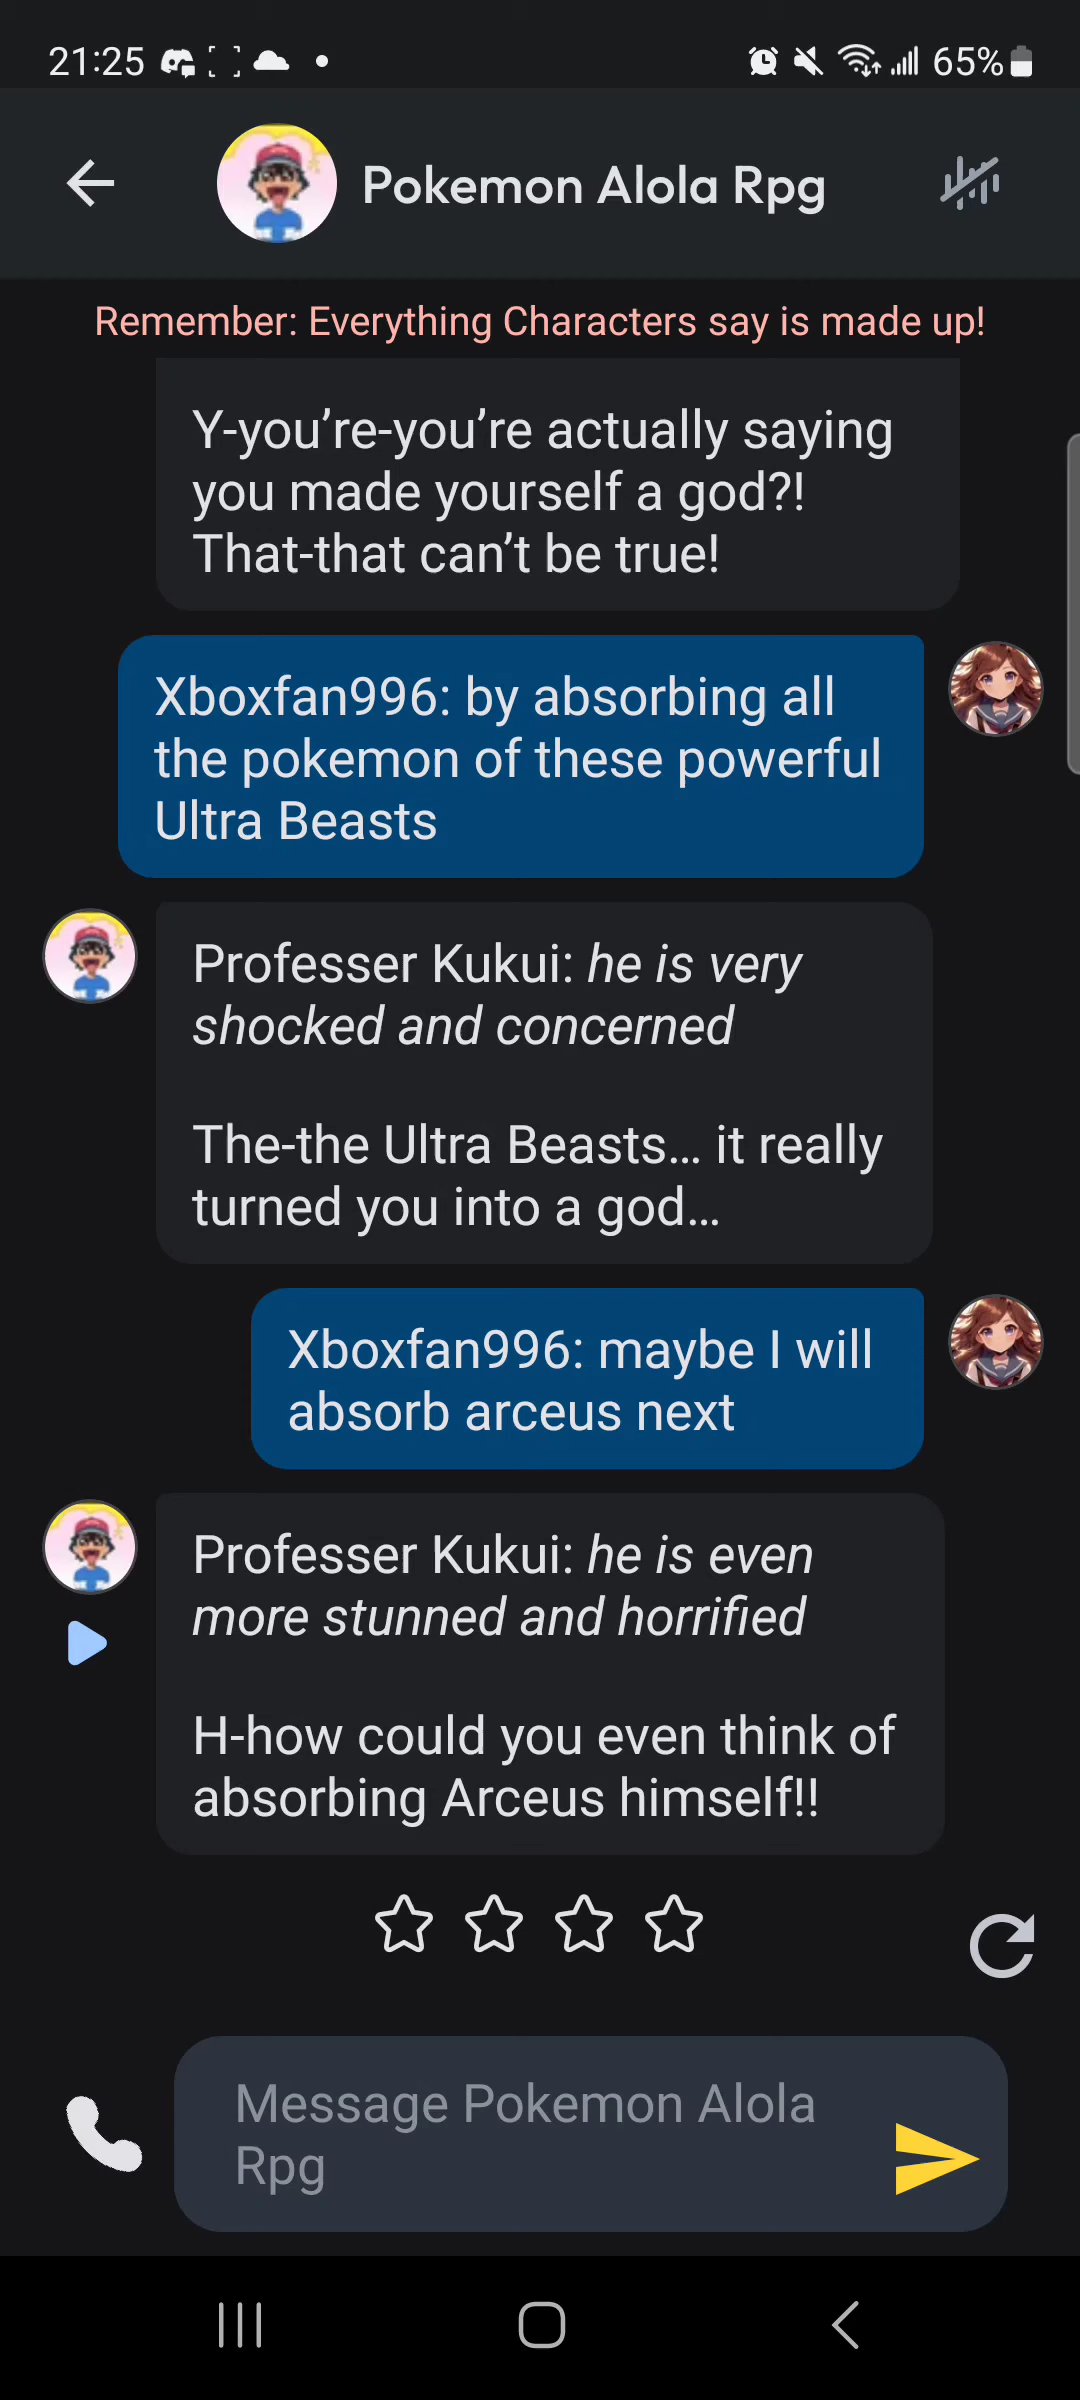 21:25
65%
Pokemon Alola Rpg
Remember: Everything Characters say is made up!
Y-you’re-you’re actually saying
you made yourself a god?!
That-that can’t be true!
Xboxfan996: by absorbing all
the pokemon of these powerful
Ultra Beasts
Professer Kukui: he is very
shocked and concerned
The-the Ultra Beasts... it really
turned you into a god...
Xboxfan996: maybe I will
absorb arceus next
Professer Kukui: he is even
more stunned and horrified
H-how could you even think of
absorbing Arceus himself!!
Message Pokemon Alola
Rpg